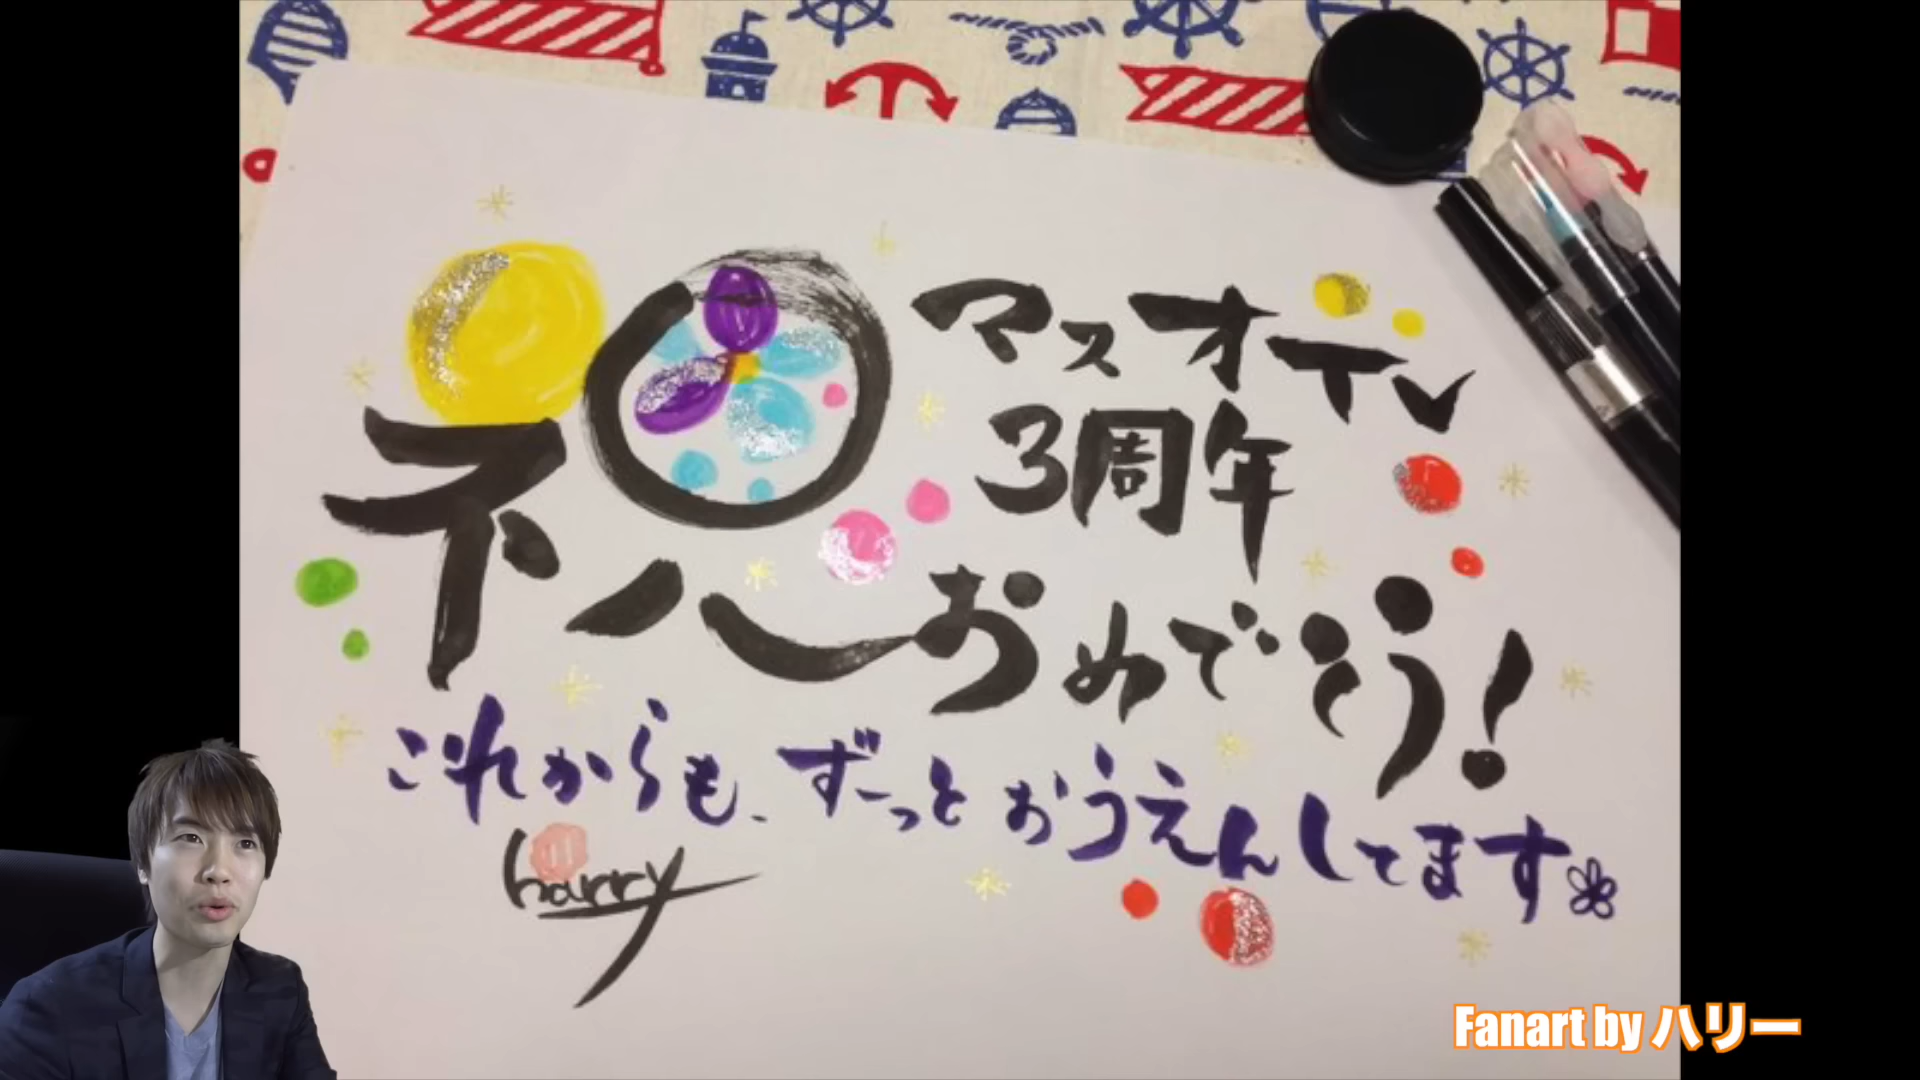 祝
マスオTV
3周年
おめでとう!
これからも、ずーっとおうえんしてます
harry
Fanart by ハリー